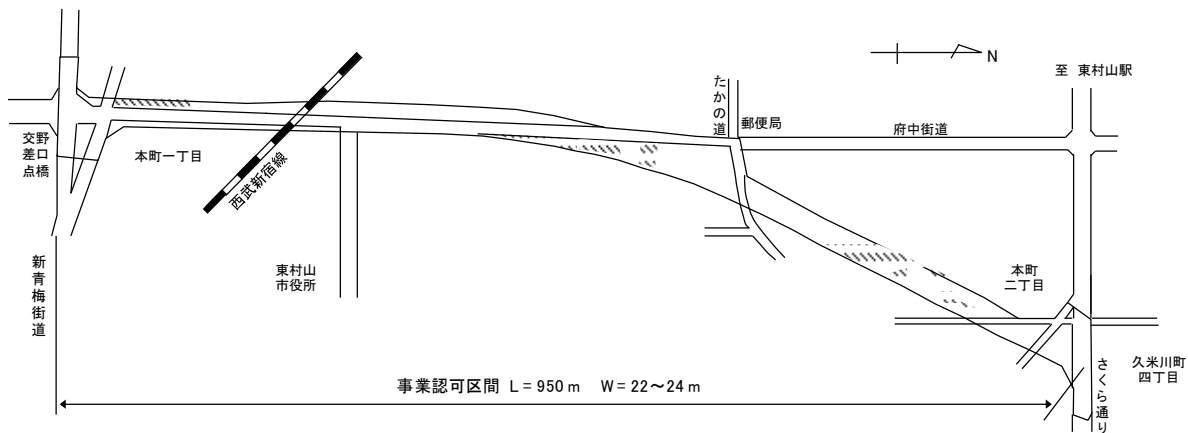 N
至 東村山駅
たかの道
郵便局
府中街道
交野
差口
点橋
本町一丁目
西武新宿線
新青梅街道
東村山
市役所
本町
二丁目
さくら通り
久米川町
四丁目
事業認可区間 L = 950 m W = 22～24 m